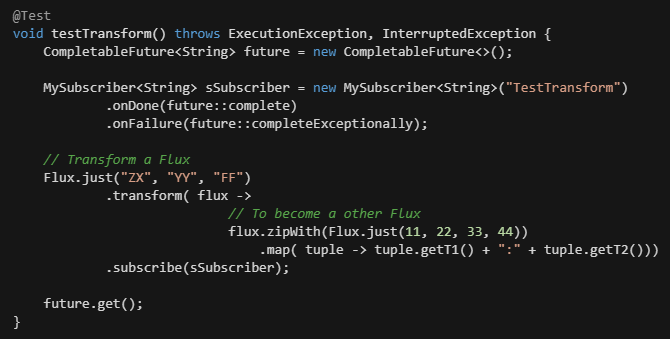 @Test
void testTransform() throws ExecutionException, InterruptedException {
    CompletableFuture<String> future = new CompletableFuture<>();

    MySubscriber<String> sSubscriber = new MySubscriber<String>("TestTransform")
            .onDone(future::complete)
            .onFailure(future::completeExceptionally);

    // Transform a Flux
    Flux.just("ZX", "YY", "FF")
            .transform( flux ->
                            // To become a other Flux
                            flux.zipWith(Flux.just(11, 22, 33, 44))
                                .map( tuple -> tuple.getT1() + ":" + tuple.getT2()))
            .subscribe(sSubscriber);

    future.get();
}